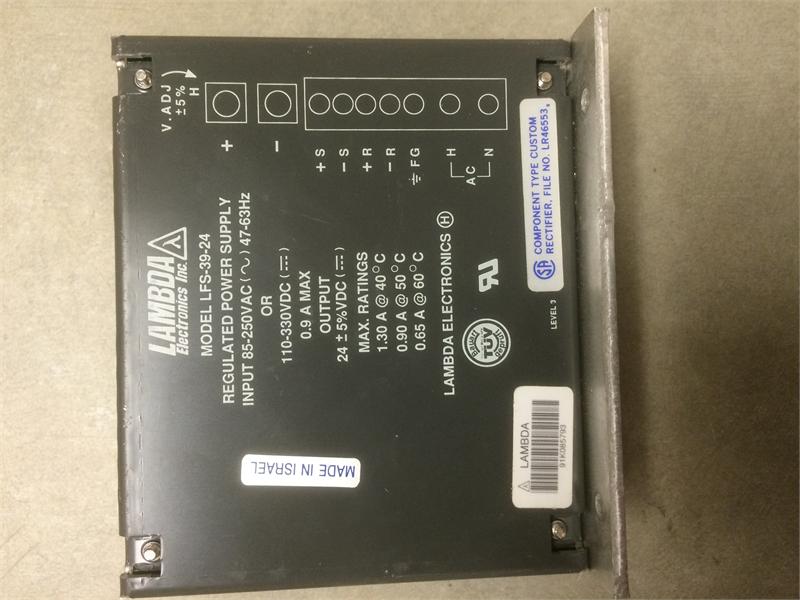 LAMBDA
Electronics Inc.
MODEL LFS-39-24
REGULATED POWER SUPPLY
INPUT 85-250VAC (∼) 47-63Hz
OR
110-330VDC (⎓)
0.9 A MAX
OUTPUT
24 ± 5%VDC (⎓)
MAX. RATINGS
1.30 A @ 40°C
0.90 A @ 50°C
0.65 A @ 60°C
LAMBDA ELECTRONICS Ⓗ
V.ADJ
±5% H
+
−
+ S
− S
+ R
− R
FG
H
N
AC
TÜV
LEVEL 3
COMPONENT TYPE CUSTOM
RECTIFIER, FILE NO. LR46553,
MADE IN ISRAEL
LAMBDA
91K085793